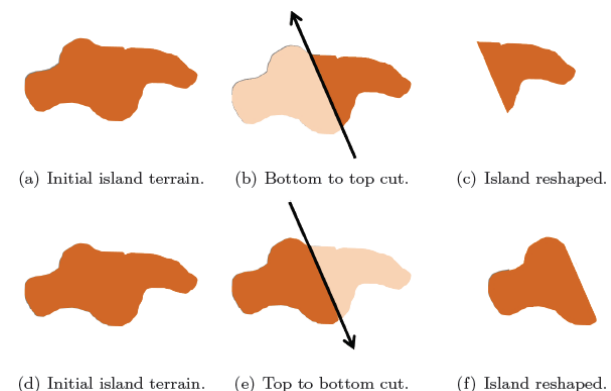 (a) Initial island terrain. (b) Bottom to top cut. (c) Island reshaped.
(d) Initial island terrain. (e) Top to bottom cut. (f) Island reshaped.